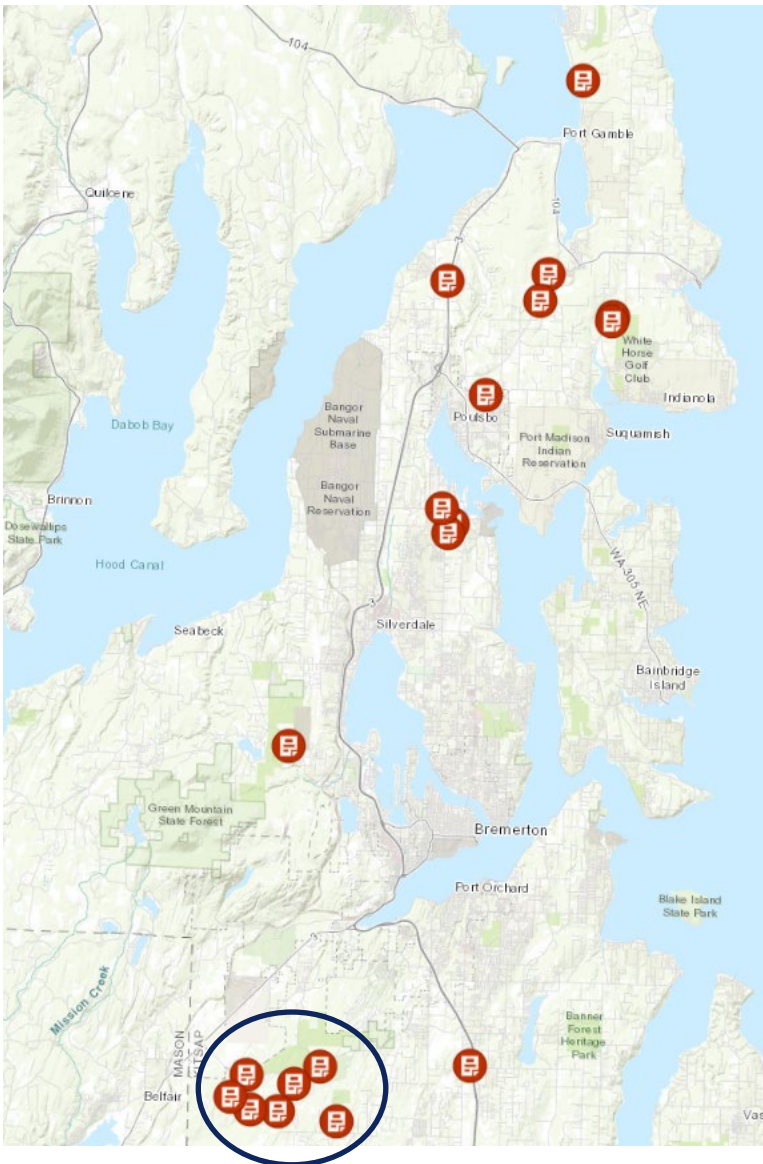 104
Port Gamble
Quilcene
104
3
White
Horse
Golf
Club
Indianola
Bangor
Naval
Submarine
Base
Poulsbo
Dabob Bay
Suquamish
Port Madison
Indian
Reservation
Bangor
Naval
Reservation
Brinnon
Dosewallips
State Park
Hood Canal
WA-305 NE
3
Silverdale
Seabeck
Bainbridge
Island
Green Mountain
State Forest
Bremerton
Port Orchard
Blake Island
State Park
3
Mission Creek
Banner
Forest
Heritage
Park
MASON
KITSAP
Belfair
Vas